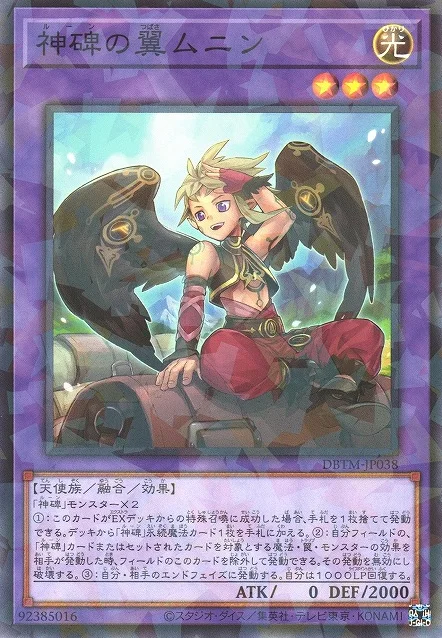 神碑の翼ムニン
光
DBTM-JP038
【天使族／融合／効果】
「神碑」モンスター×２
①：このカードがEXデッキからの特殊召喚に成功した場合、手札を１枚捨てて発動
できる。デッキから「神碑」永続魔法カード１枚を手札に加える。②：自分フィールドの、
「神碑」カードまたはセットされたカードを対象とする魔法・罠・モンスターの効果を
相手が発動した時、フィールドのこのカードを除外して発動できる。その発動を無効にし
破壊する。③：自分・相手のエンドフェイズに発動する。自分は１０００LP回復する。
ATK/ 0 DEF/2000
92385016
©スタジオ・ダイス／集英社・テレビ東京・KONAMI